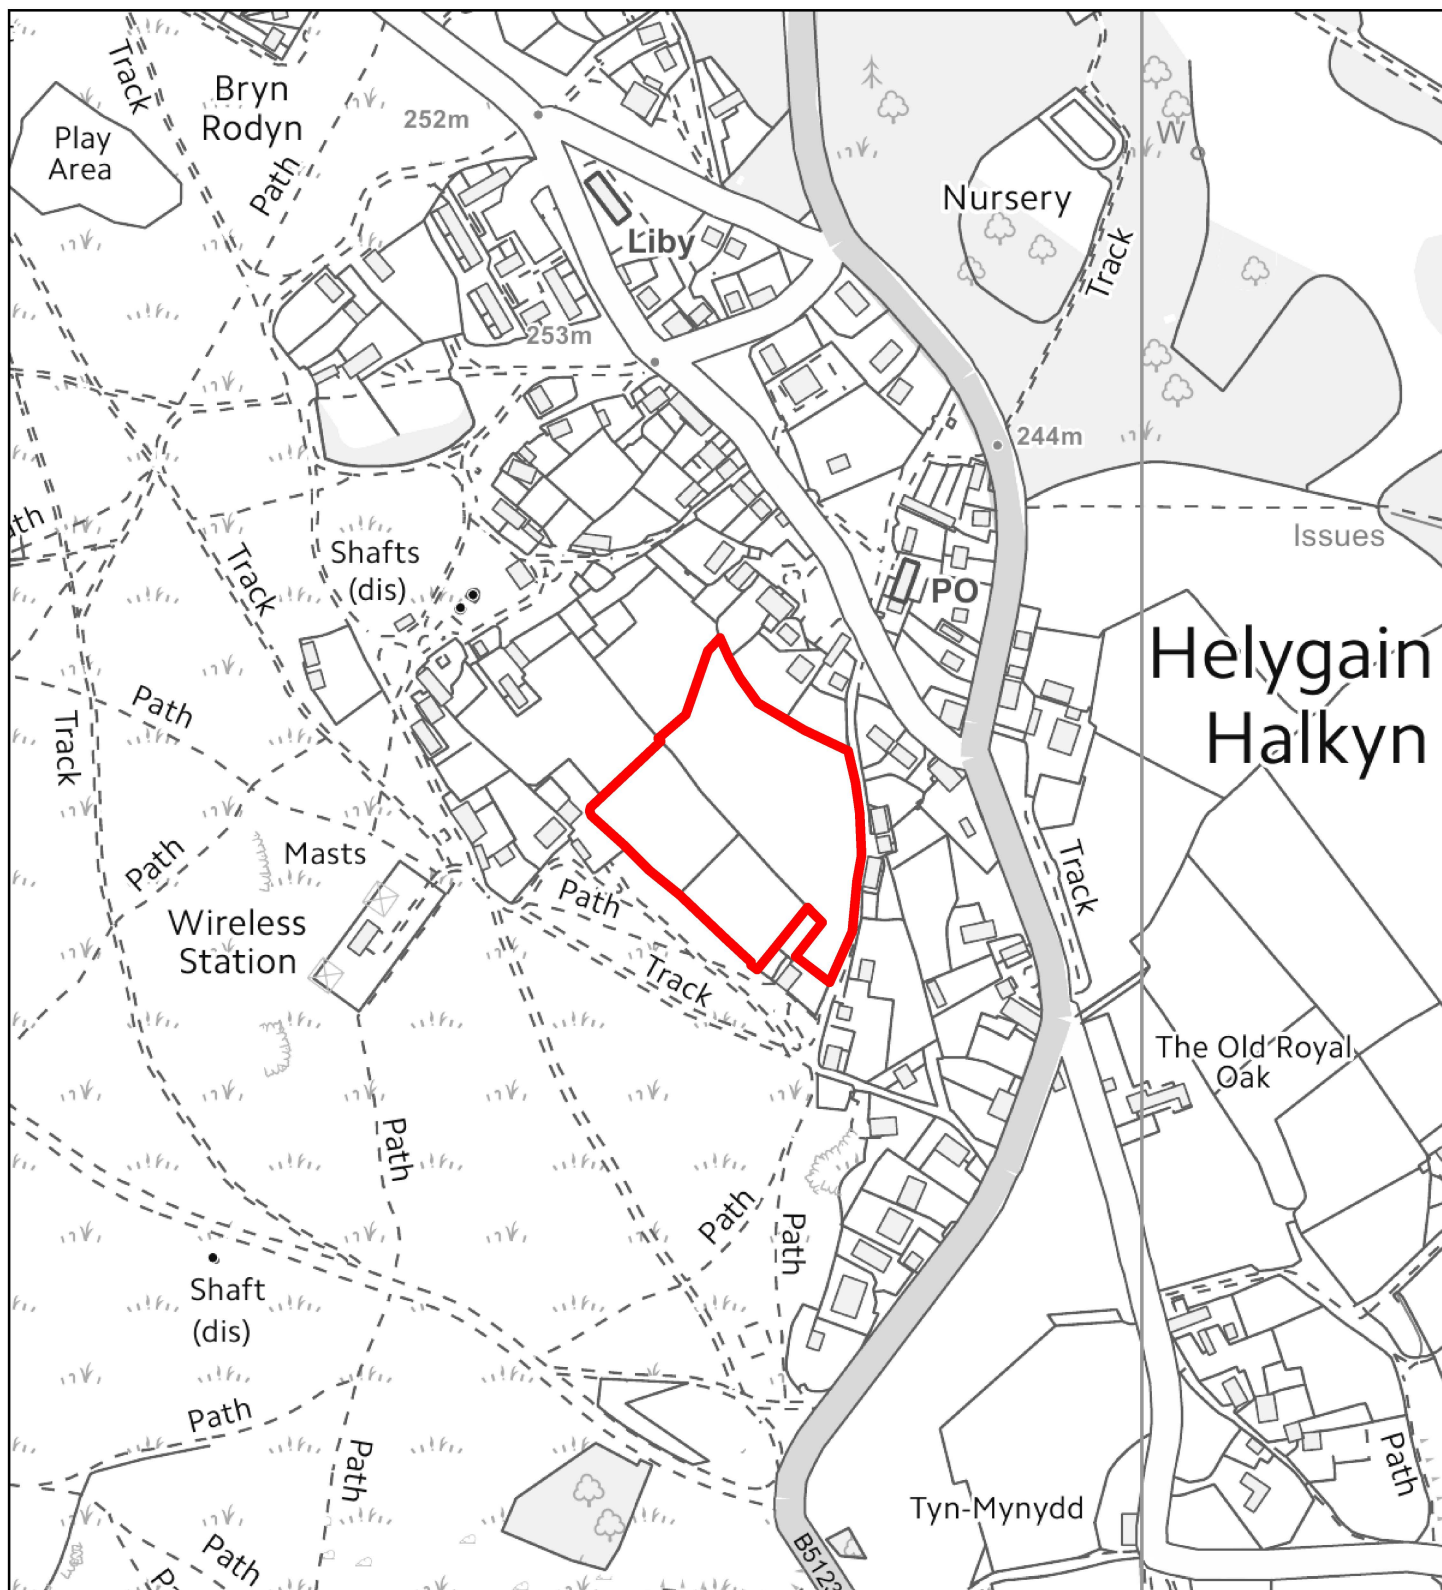 Track
Bryn
Rodyn
252m
Play
Area
Path
W
Nursery
Liby
Track
253m
244m
Issues
Shafts
(dis)
Track
PO
Helygain
Halkyn
Path
Track
Path
Masts
Wireless
Station
Path
Track
Track
The Old Royal
Oak
Path
Path
Path
Shaft
(dis)
Path
Path
Path
Tyn-Mynydd
B5123
Path